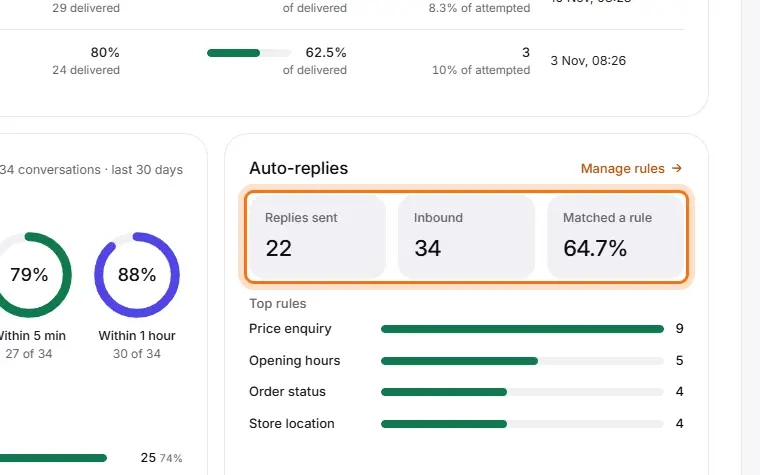 29 delivered
of delivered
8.3% of attempted
80%
62.5%
3
24 delivered
of delivered
10% of attempted
3 Nov, 08:26
34 conversations · last 30 days
79%
88%
Within 5 min
Within 1 hour
27 of 34
30 of 34
25 74%
Auto-replies
Manage rules →
Replies sent
Inbound
Matched a rule
22
34
64.7%
Top rules
Price enquiry 9
Opening hours 5
Order status 4
Store location 4